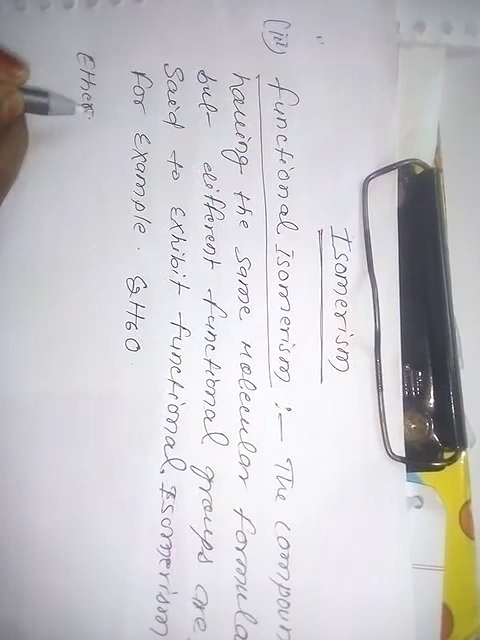 Isomerism
(iii) functional Isomerism :- The compoun
having the same molecular formula
but different functional groups are
said to Exhibit functional Isomerism
For Example. C2H6O.
Ether